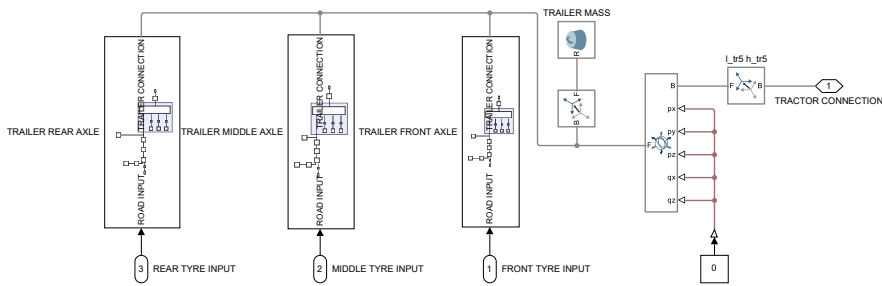 TRAILER MASS
R
F
B
l_tr5 h_tr5
F
B
1
TRACTOR CONNECTION
B
px
py
pz
qx
qz
F
0
TRAILER REAR AXLE
TRAILER CONNECTION
ROAD INPUT
3
REAR TYRE INPUT
TRAILER MIDDLE AXLE
TRAILER CONNECTION
ROAD INPUT
2
MIDDLE TYRE INPUT
TRAILER FRONT AXLE
TRAILER CONNECTION
ROAD INPUT
1
FRONT TYRE INPUT